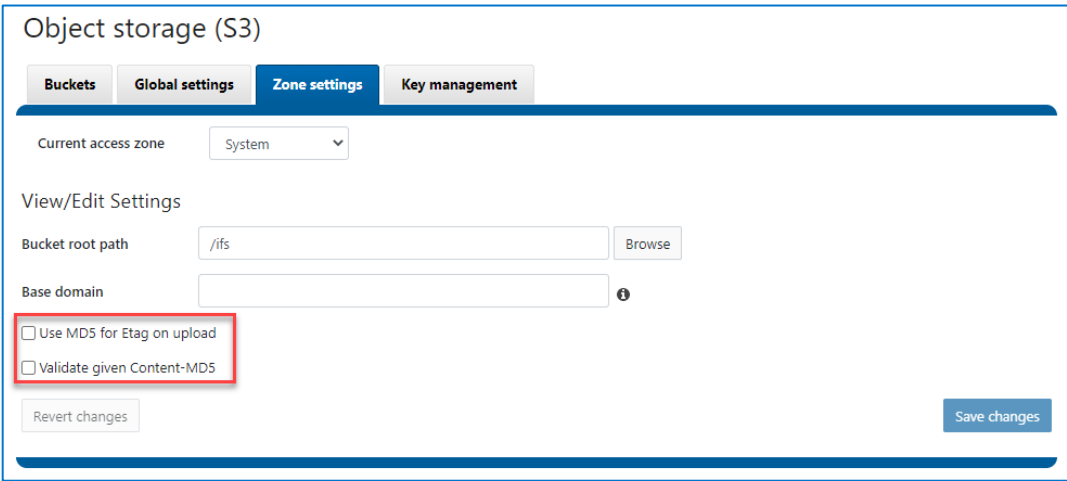 Object storage (S3)
Buckets Global settings Zone settings Key management
Current access zone System
View/Edit Settings
Bucket root path /ifs Browse
Base domain
Use MD5 for Etag on upload
Validate given Content-MD5
Revert changes Save changes